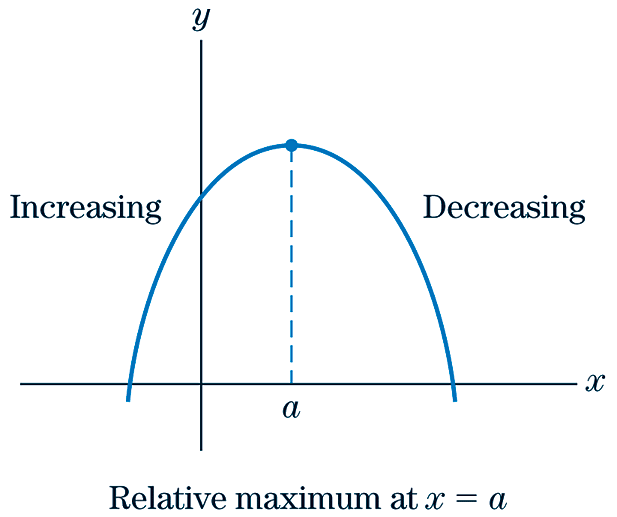 y
Increasing
Decreasing
x
a
Relative maximum at x = a